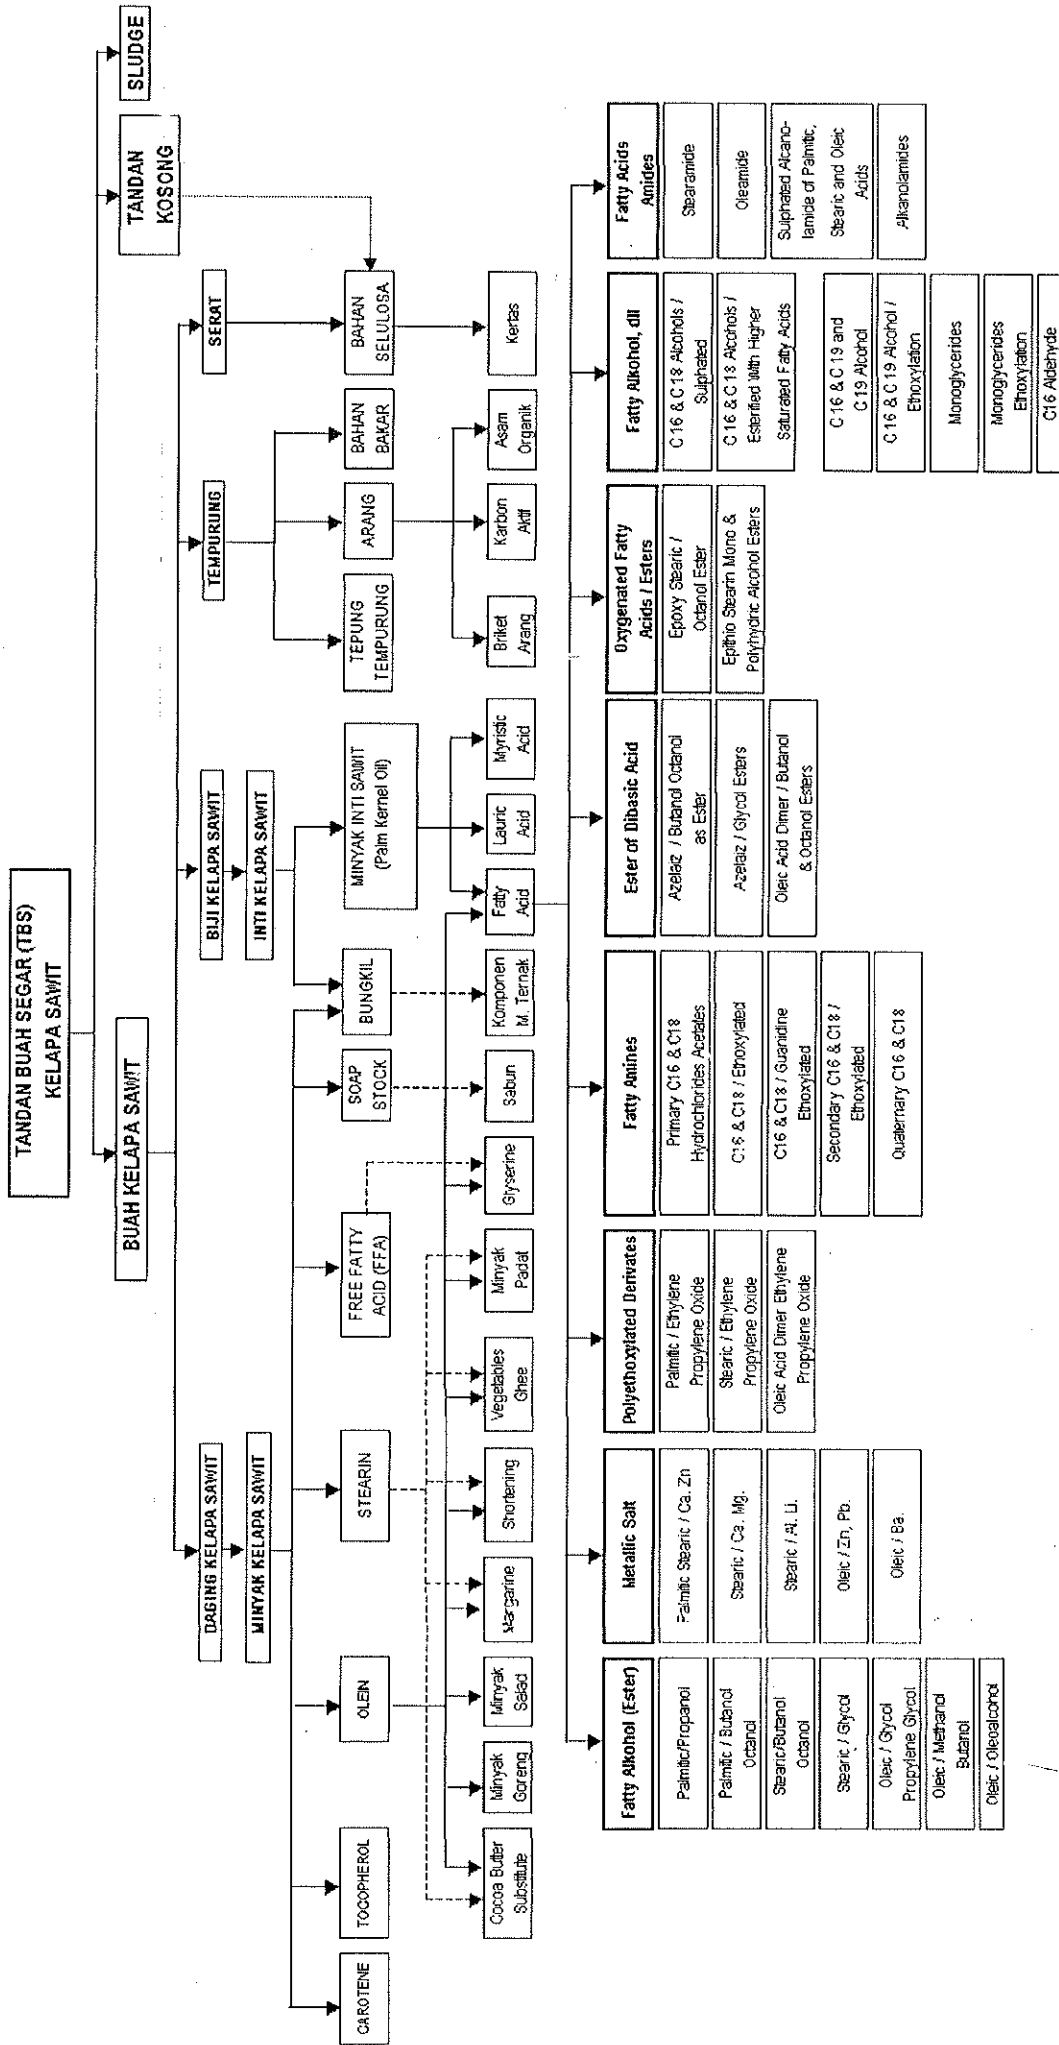 TANDAN BUAH SEGAR (TBS)
KELAPA SAWIT
BUAH KELAPA SAWIT
TANDAN
KOSONG
SLUDGE
DAGING KELAPA SAWIT
BIJI KELAPA SAWIT
TEMPURUNG
SERAT
MINYAK KELAPA SAWIT
INTI KELAPA SAWIT
CAROTENE
TOCOPHEROL
OLEIN
STEARIN
FREE FATTY
ACID (FFA)
SOAP
STOCK
BUNGKIL
MINYAK INTI SAWIT
(Palm Kernel Oil)
TEPUNG
TEMPURUNG
ARANG
BAHAN
BAKAR
BAHAN
SELULOSA
Cocoa Butter
Substitute
Minyak
Goreng
Minyak
Salad
Margarine
Shortening
Vegetables
Ghee
Minyak
Padat
Glyserine
Sabun
Komponen
M. Ternak
Fatty
Acid
Lauric
Acid
Myristic
Acid
Briket
Arang
Karbon
Aktif
Asam
Organik
Kertas
Fatty Alkohol (Ester)
Palmitic/Propanol
Palmitic / Butanol
Octanol
Stearic/Butanol
Octanol
Stearic / Glycol
Oleic / Glycol
Propylene Glycol
Oleic / Methanol
Butanol
Oleic / Oleoalcohol
Metallic Salt
Palmitic Stearic / Ca. Zn
Stearic / Ca. Mg.
Stearic / Al. Li.
Oleic / Zn, Pb.
Oleic / Ba.
Polyethoxylated Derivates
Palmitic / Ethylene
Propylene Oxide
Stearic / Ethylene
Propylene Oxide
Oleic Acid Dimer Ethylene
Propylene Oxide
Fatty Amines
Primary C16 & C18
Hydrochlorides Acetates
C16 & C18 / Ethoxylated
C16 & C18 / Guanidine
Ethoxylated
Secondary C16 & C18 /
Ethoxylated
Quaternary C16 & C18
Ester of Dibasic Acid
Azelaiz / Butanol Octanol
as Ester
Azelaiz / Glycol Esters
Oleic Acid Dimer / Butanol
& Octanol Esters
Oxygenated Fatty
Acids / Esters
Epoxy Stearic /
Octanol Ester
Epithio Stearin Mono &
Polyhydric Alcohol Esters
Fatty Alkohol, dll
C16 & C18 Alcohols /
Sulphated
C16 & C18 Alcohols /
Esterified With Higher
Saturated Fatty Acids
C16 & C19 and
C19 Alcohol
C16 & C19 Alcohol /
Ethoxylation
Monoglycerides
Monoglycerides
Ethoxylation
C16 Aldehyde
Fatty Acids
Amides
Stearamide
Oleamide
Sulphated Alcano-
lamide of Palmitic,
Stearic and Oleic
Acids
Alkanolamides